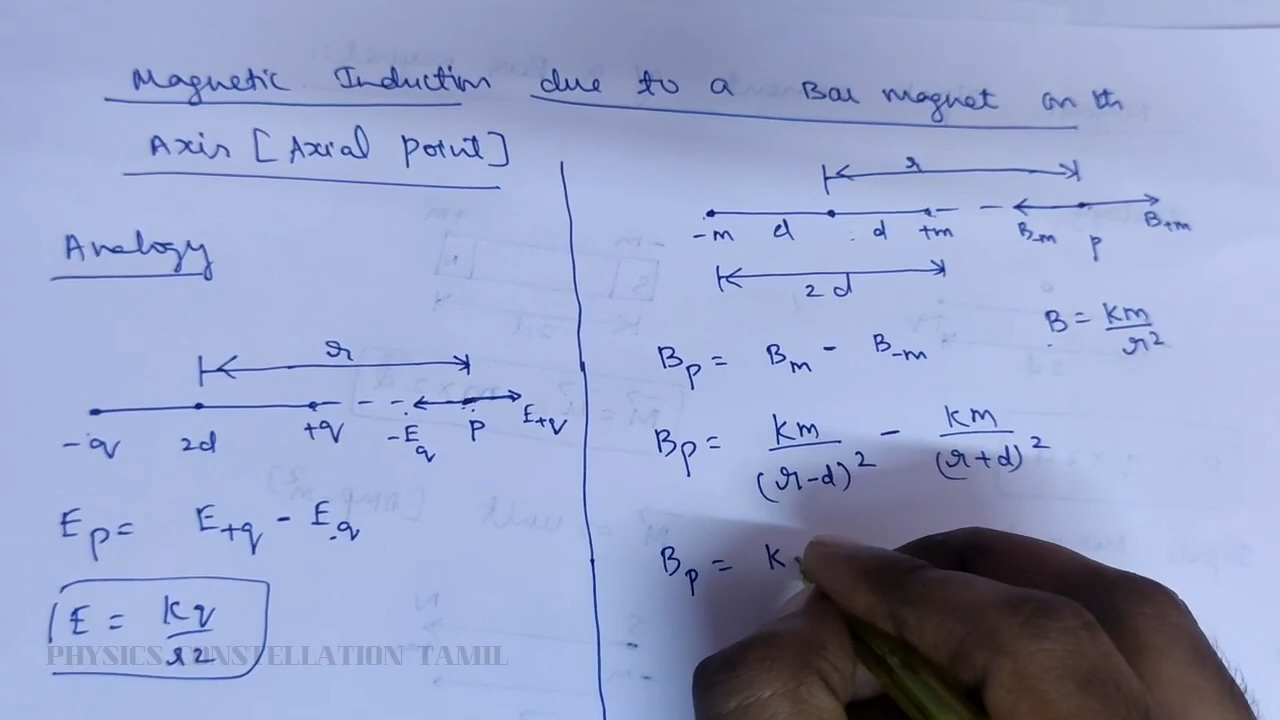 Magnetic Induction due to a Bar magnet on th
Axis [Axial point]
Analogy
r
-q 2d +q -Eq P E+q
Ep = E+q - E-q
E = kq/r2
r
-m d d +m B-m P B+m
2d
B = km/r²
Bp = Bm - B-m
Bp = km/(r-d)² - km/(r+d)²
Bp = k
PHYSICS CONSTELLATION TAMIL